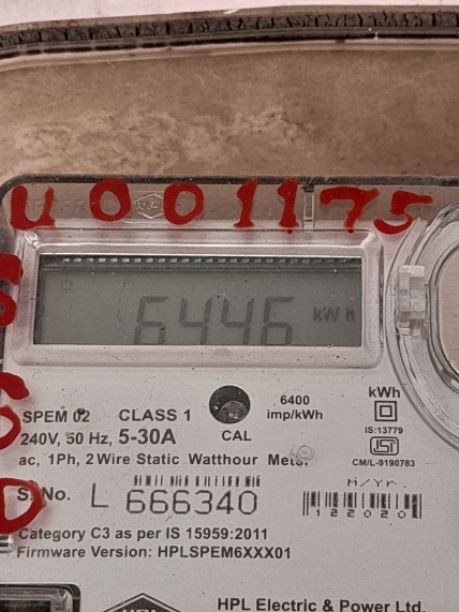 U001175
6446 kWh
SPEM 02 CLASS 1
240V, 50 Hz, 5-30A
ac, 1Ph, 2 Wire Static Watthour Meter
CAL
6400
imp/kWh
kWh
IS:13779
CM/L-9190783
S. No. L 666340
M/Yr.
122020
Category C3 as per IS 15959:2011
Firmware Version: HPLSPEM6XXX01
HPL
HPL Electric & Power Ltd.